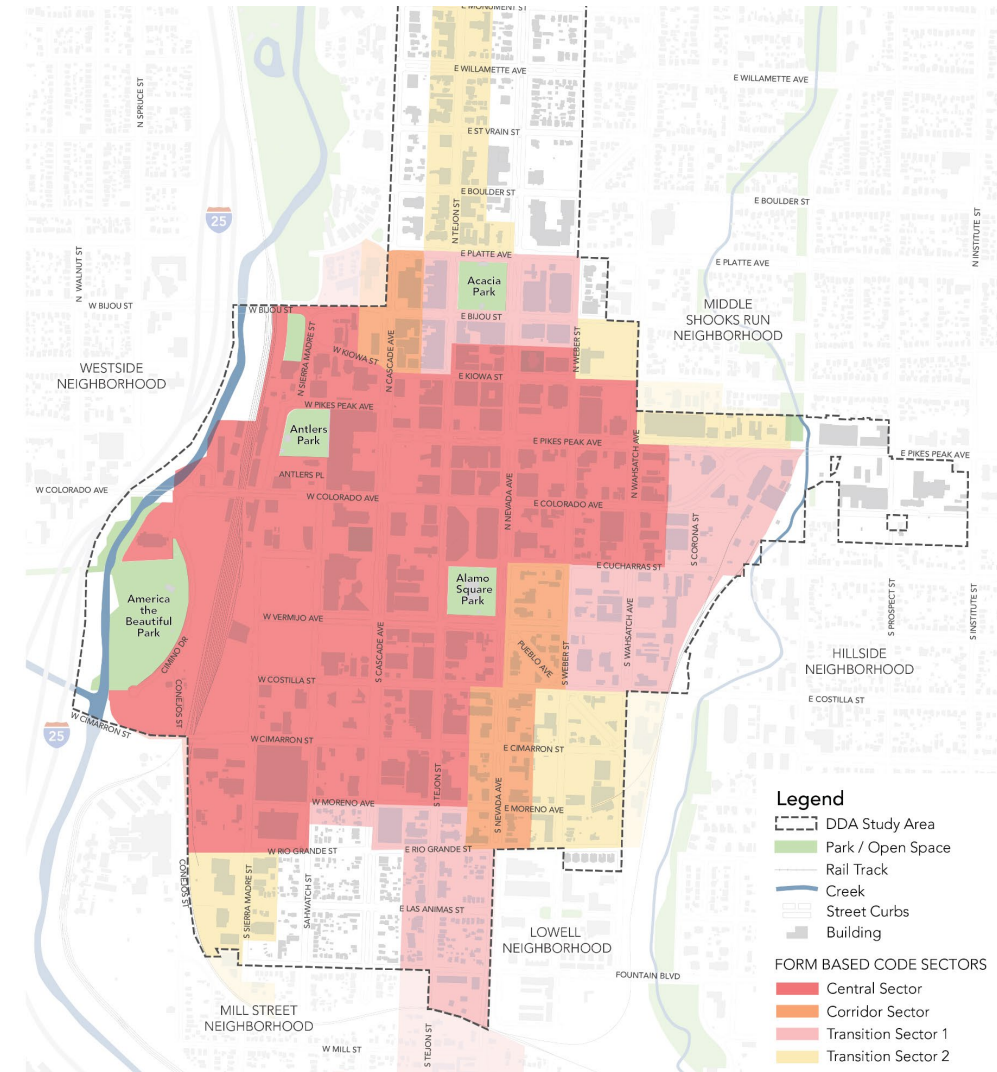 E MONUMENT ST
E WILLAMETTE AVE
E WILLAMETTE AVE
N SPRUCE ST
E ST VRAIN ST
E BOULDER ST
E BOULDER ST
25
N TEJON ST
N INSTITUTE ST
E PLATTE AVE
E PLATTE AVE
N WALNUT ST
Acacia
Park
W BIJOU ST
W BIJOU ST
E BIJOU ST
MIDDLE
SHOOKS RUN
NEIGHBORHOOD
N SIERRA MADRE ST
W KIOWA ST
N CASCADE AVE
N WEBER ST
WESTSIDE
NEIGHBORHOOD
E KIOWA ST
W PIKES PEAK AVE
Antlers
Park
E PIKES PEAK AVE
N WAHSATCH AVE
E PIKES PEAK AVE
ANTLERS PL
W COLORADO AVE
W COLORADO AVE
N NEVADA AVE
E COLORADO AVE
S CORONA ST
E CUCHARRAS ST
Alamo
Square
Park
America
the
Beautiful
Park
W VERMIJO AVE
S PROSPECT ST
S INSTITUTE ST
CIMINO DR
S CASCADE AVE
PUEBLO AVE
S WEBER ST
S WAHSATCH AVE
HILLSIDE
NEIGHBORHOOD
W COSTILLA ST
CONEJOS ST
E COSTILLA ST
W CIMARRON ST
25
W CIMARRON ST
E CIMARRON ST
S TEJON ST
S NEVADA AVE
W MORENO AVE
E MORENO AVE
W RIO GRANDE ST
E RIO GRANDE ST
CONEJOS ST
S SIERRA MADRE ST
SAHWATCH ST
E LAS ANIMAS ST
LOWELL
NEIGHBORHOOD
FOUNTAIN BLVD
MILL STREET
NEIGHBORHOOD
W MILL ST
S TEJON ST
Legend
DDA Study Area
Park / Open Space
Rail Track
Creek
Street Curbs
Building
FORM BASED CODE SECTORS
Central Sector
Corridor Sector
Transition Sector 1
Transition Sector 2